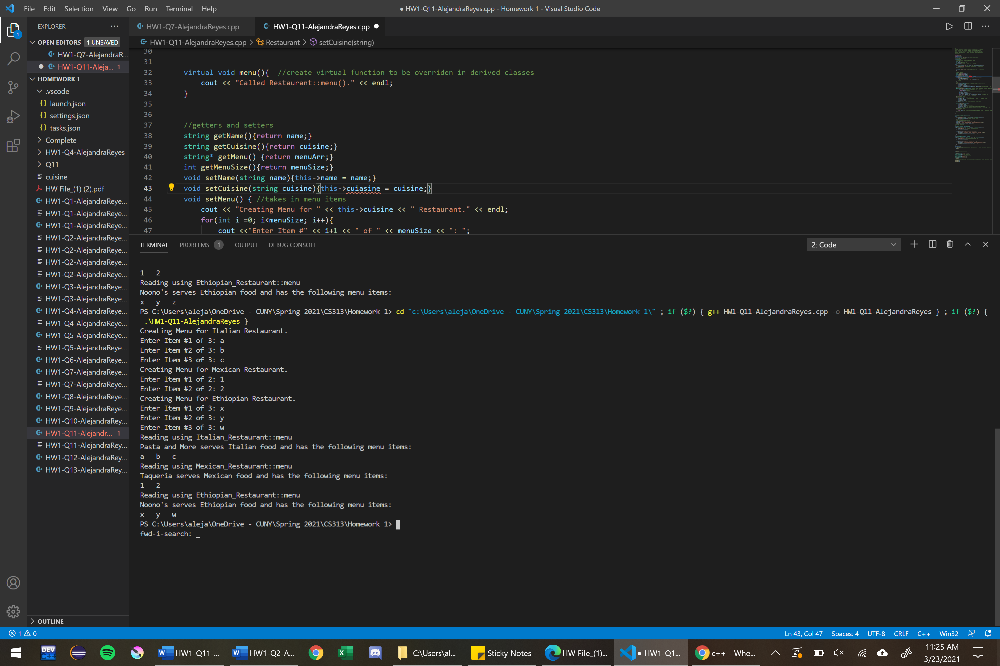 File Edit Selection View Go Run Terminal Help
● HW1-Q11-AlejandraReyes.cpp - Homework 1 - Visual Studio Code
EXPLORER
HW1-Q7-AlejandraReyes.cpp
HW1-Q11-AlejandraReyes.cpp
1
OPEN EDITORS 1 UNSAVED
HW1-Q11-AlejandraReyes.cpp > Restaurant > setCuisine(string)
HW1-Q7-AlejandraR...
HW1-Q11-Aleja... 1
HOMEWORK 1
.vscode
launch.json
settings.json
tasks.json
Complete
HW1-Q4-AlejandraReyes
Q11
cuisine
HW File_(1) (2).pdf
HW1-Q1-AlejandraReye...
HW1-Q1-AlejandraReye...
HW1-Q1-AlejandraReye...
HW1-Q2-AlejandraReye...
HW1-Q2-AlejandraReye...
HW1-Q2-AlejandraReye...
HW1-Q2-AlejandraReye...
HW1-Q3-AlejandraReye...
HW1-Q3-AlejandraReye...
HW1-Q4-AlejandraReye...
HW1-Q4-AlejandraReye...
HW1-Q5-AlejandraReye...
HW1-Q5-AlejandraReye...
HW1-Q6-AlejandraReye...
HW1-Q7-AlejandraReye...
HW1-Q7-AlejandraReye...
HW1-Q8-AlejandraReye...
HW1-Q9-AlejandraReye...
HW1-Q10-AlejandraRey...
HW1-Q11-Alejandr... 1
HW1-Q11-AlejandraRey...
HW1-Q12-AlejandraRey...
HW1-Q13-AlejandraRey...
OUTLINE
30
31
32 virtual void menu(){ //create virtual function to be overriden in derived classes
33 cout << "Called Restaurant::menu()." << endl;
34 }
35
36
37 //getters and setters
38 string getName(){return name;}
39 string getCuisine(){return cuisine;}
40 string* getMenu() {return menuArr;}
41 int getMenuSize(){return menuSize;}
42 void setName(string name){this->name = name;}
43 void setCuisine(string cuisine){this->cuiasine = cuisine;}
44 void setMenu() { //takes in menu items
45 cout << "Creating Menu for " << this->cuisine << " Restaurant." << endl;
46 for(int i =0; i<menuSize; i++){
47 cout <<"Enter Item #" << i+1 << " of " << menuSize << ": ";
TERMINAL PROBLEMS 1 OUTPUT DEBUG CONSOLE
2: Code
1 2
Reading using Ethiopian_Restaurant::menu
Noono's serves Ethiopian food and has the following menu items:
x y z
PS C:\Users\aleja\OneDrive - CUNY\Spring 2021\CS313\Homework 1> cd "c:\Users\aleja\OneDrive - CUNY\Spring 2021\CS313\Homework 1\" ; if ($?) { g++ HW1-Q11-AlejandraReyes.cpp -o HW1-Q11-AlejandraReyes } ; if ($?) {
.\HW1-Q11-AlejandraReyes }
Creating Menu for Italian Restaurant.
Enter Item #1 of 3: a
Enter Item #2 of 3: b
Enter Item #3 of 3: c
Creating Menu for Mexican Restaurant.
Enter Item #1 of 2: 1
Enter Item #2 of 2: 2
Creating Menu for Ethiopian Restaurant.
Enter Item #1 of 3: x
Enter Item #2 of 3: y
Enter Item #3 of 3: w
Reading using Italian_Restaurant::menu
Pasta and More serves Italian food and has the following menu items:
a b c
Reading using Mexican_Restaurant::menu
Taqueria serves Mexican food and has the following menu items:
1 2
Reading using Ethiopian_Restaurant::menu
Noono's serves Ethiopian food and has the following menu items:
x y w
PS C:\Users\aleja\OneDrive - CUNY\Spring 2021\CS313\Homework 1>
fwd-i-search: _
1 0
Ln 43, Col 47 Spaces: 4 UTF-8 CRLF C++ Win32
DEV C++
HW1-Q11-...
HW1-Q2-A...
C:\Users\al...
Sticky Notes
HW File_(1)...
● HW1-Q1...
c++ - Whe...
11:25 AM
3/23/2021